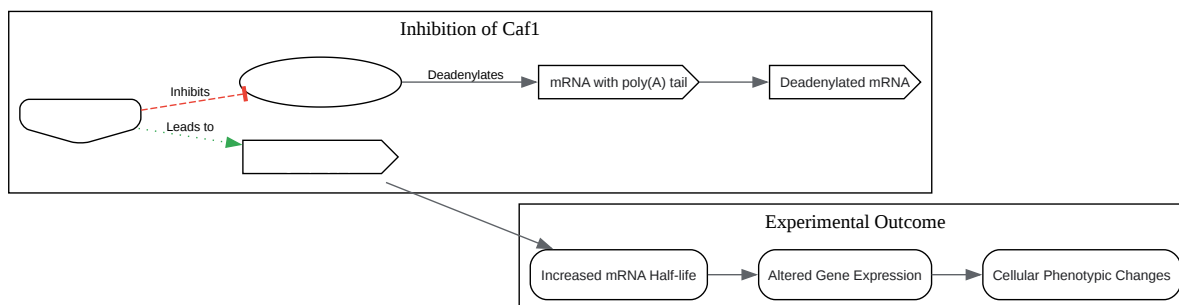 Inhibition of Caf1
Inhibits
Deadenylates
mRNA with poly(A) tail
Deadenylated mRNA
Leads to
Experimental Outcome
Increased mRNA Half-life
Altered Gene Expression
Cellular Phenotypic Changes